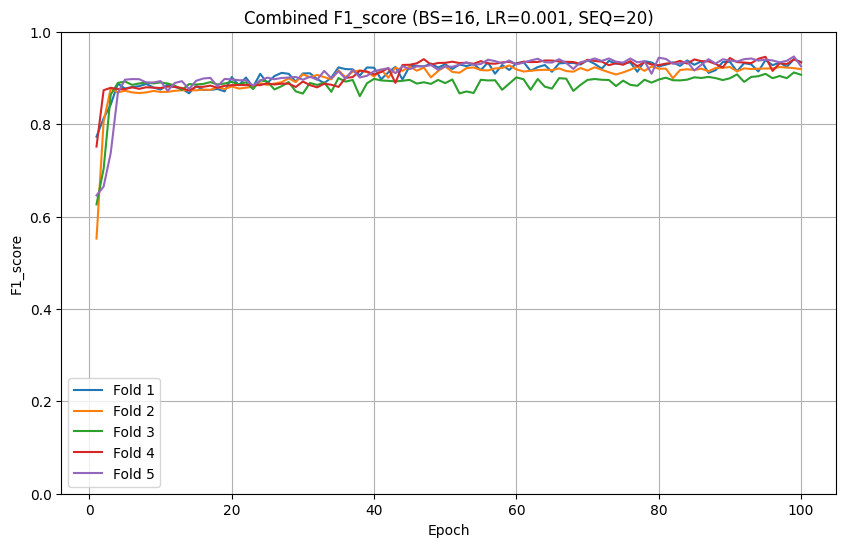 Combined F1_score (BS=16, LR=0.001, SEQ=20)
1.0
0.8
0.6
0.4
0.2
0.0
F1_score
Fold 1
Fold 2
Fold 3
Fold 4
Fold 5
0 20 40 60 80 100
Epoch